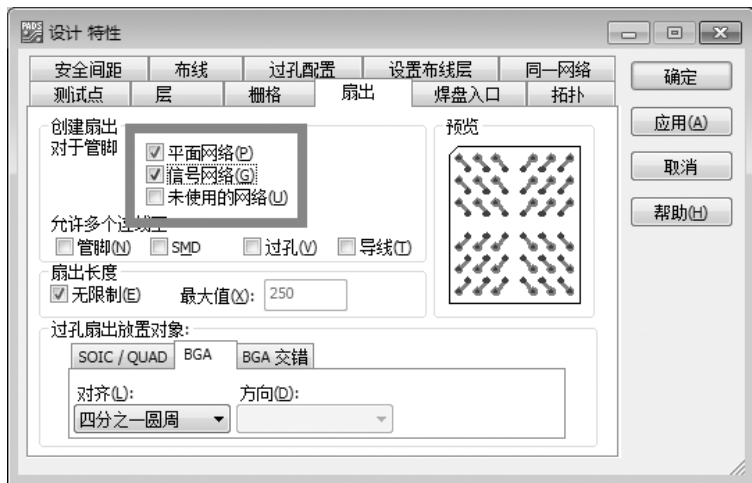 PADS 设计 特性
安全间距 布线 过孔配置 设置布线层 同一网络
测试点 层 栅格 扇出 焊盘入口 拓扑
确定
应用(A)
取消
帮助(H)
创建扇出
对于管脚
平面网络(P)
信号网络(G)
未使用的网络(U)
预览
允许多个连线至
管脚(N) SMD 过孔(V) 导线(T)
扇出长度
无限制(E) 最大值(X): 250
过孔扇出放置对象:
SOIC / QUAD BGA BGA 交错
对齐(L): 方向(D):
四分之一圆周